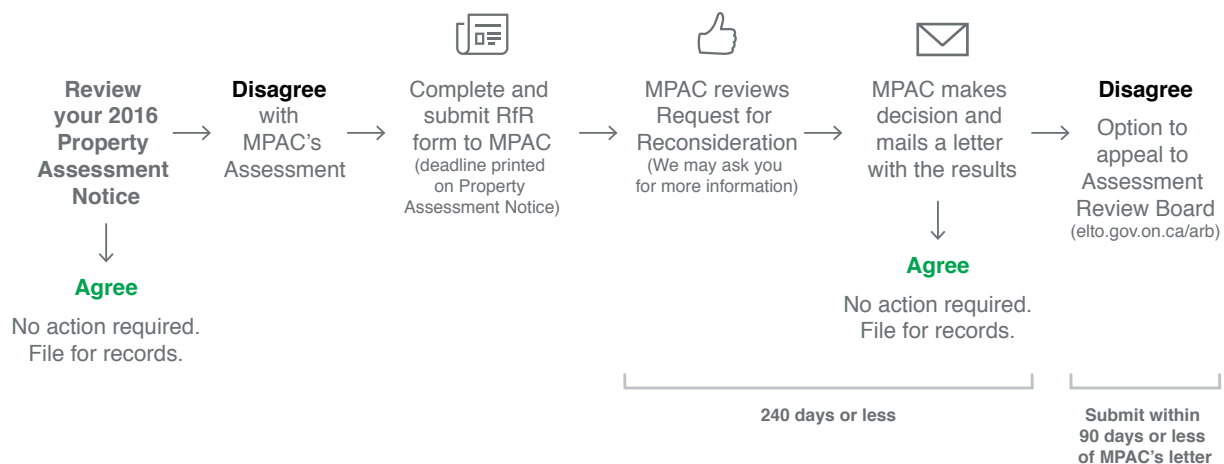 Review
your 2016
Property
Assessment
Notice
Agree
No action required.
File for records.
Disagree
with
MPAC's
Assessment
Complete and
submit RfR
form to MPAC
(deadline printed
on Property
Assessment Notice)
MPAC reviews
Request for
Reconsideration
(We may ask you
for more information)
MPAC makes
decision and
mails a letter
with the results
Agree
No action required.
File for records.
240 days or less
Disagree
Option to
appeal to
Assessment
Review Board
(elto.gov.on.ca/arb)
Submit within
90 days or less
of MPAC's letter